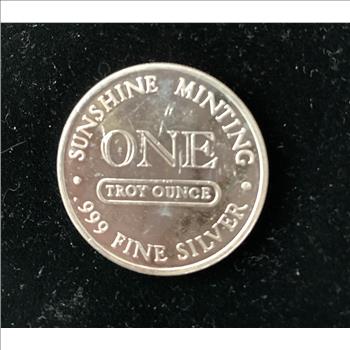 SUNSHINE MINTING
ONE
TROY OUNCE
.999 FINE SILVER